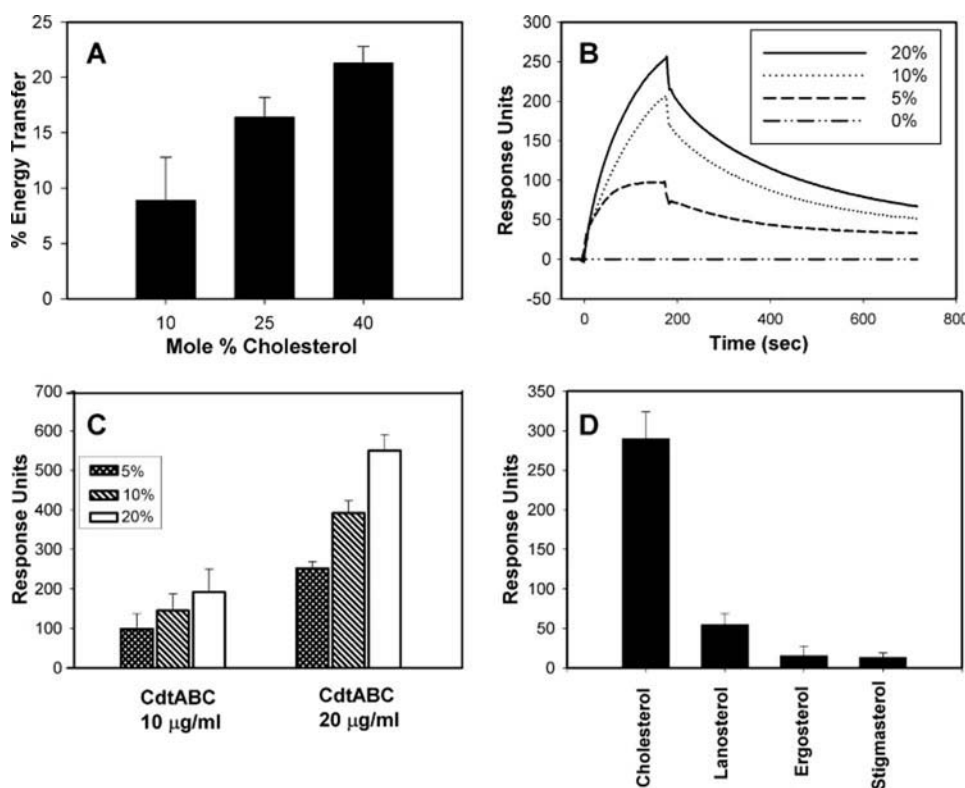 A
25
20
15
10
5
0
% Energy Transfer
10 25 40
Mole % Cholesterol
B
300
250
200
150
100
50
0
-50
Response Units
20%
10%
5%
0%
0 200 400 600 800
Time (sec)
C
700
600
500
400
300
200
100
0
Response Units
5%
10%
20%
CdtABC CdtABC
10 μg/ml 20 μg/ml
D
350
300
250
200
150
100
50
0
Response Units
Cholesterol
Lanosterol
Ergosterol
Stigmasterol